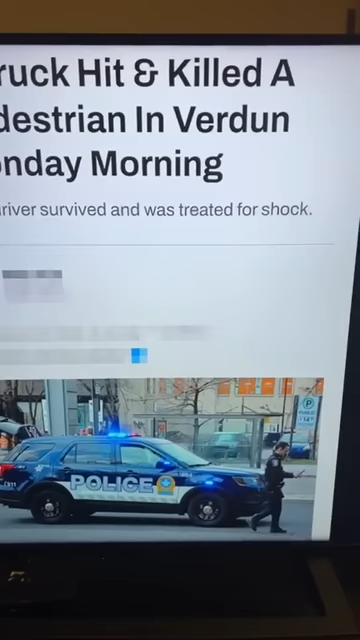 ruck Hit & Killed A
destrian In Verdun
onday Morning
river survived and was treated for shock.
POLICE
P